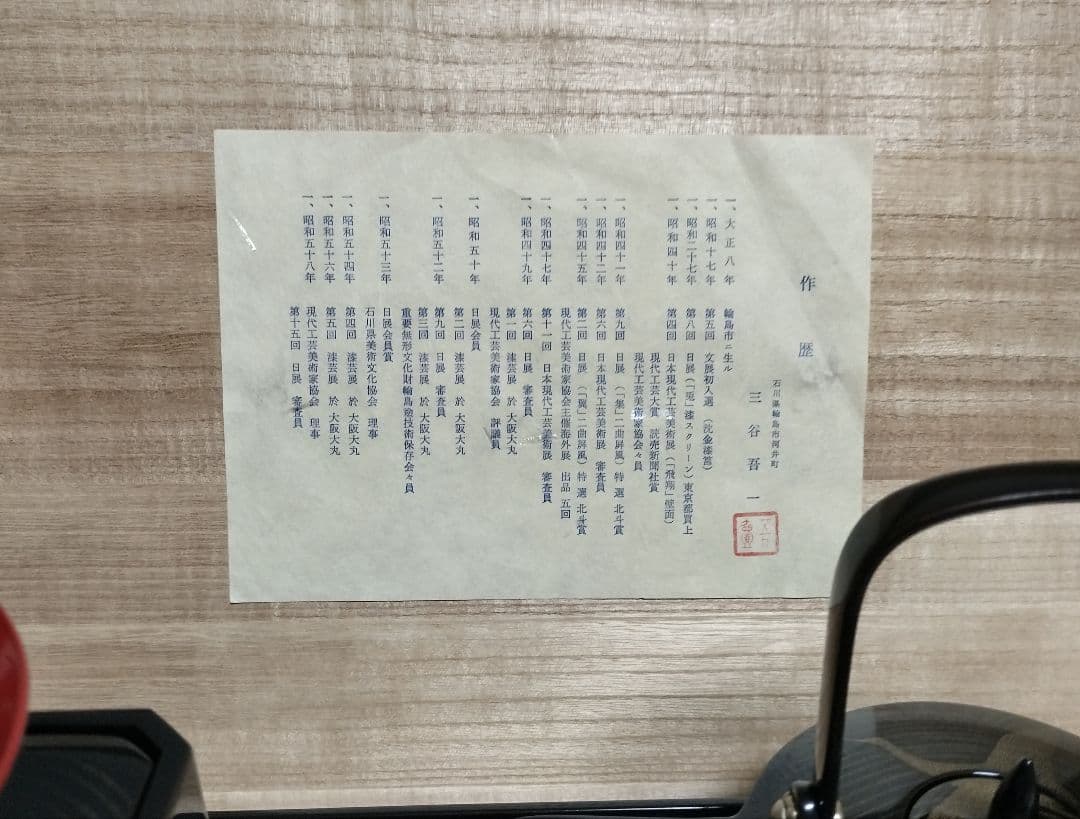 作歴
石川県輪島市河井町
三谷吾一
一、大正八年 輪島市ニ生ル
一、昭和十七年 第五回 文展初入選(沈金漆筥)
一、昭和二十七年 第八回 日展(「兎」漆スクリーン)東京都買上
一、昭和四十年 第四回 日本現代工芸美術展(「飛翔」壁面)
現代工芸大賞 読売新聞社賞
現代工芸美術家協会々員
一、昭和四十一年 第九回 日展 (「集」二曲屏風)特選 北斗賞
一、昭和四十二年 第六回 日本現代工芸美術展 審査員
一、昭和四十五年 第二回 日展 (「翼」二曲屏風)特選 北斗賞
現代工芸美術家協会主催海外展 出品 五回
一、昭和四十七年 第十一回 日本現代工芸美術展 審査員
一、昭和四十九年 第六回 日展 審査員
第一回 漆芸展 於 大阪大丸
現代工芸美術家協会 評議員
一、昭和五十年 日展会員
第二回 漆芸展 於 大阪大丸
一、昭和五十二年 第九回 日展 審査員
第三回 漆芸展 於 大阪大丸
重要無形文化財輪島塗技術保存会々員
一、昭和五十三年 日展会員賞
石川県美術文化協会 理事
一、昭和五十四年 第四回 漆芸展 於 大阪大丸
一、昭和五十六年 第五回 漆芸展 於 大阪大丸
一、昭和五十八年 現代工芸美術家協会 理事
第十五回 日展 審査員